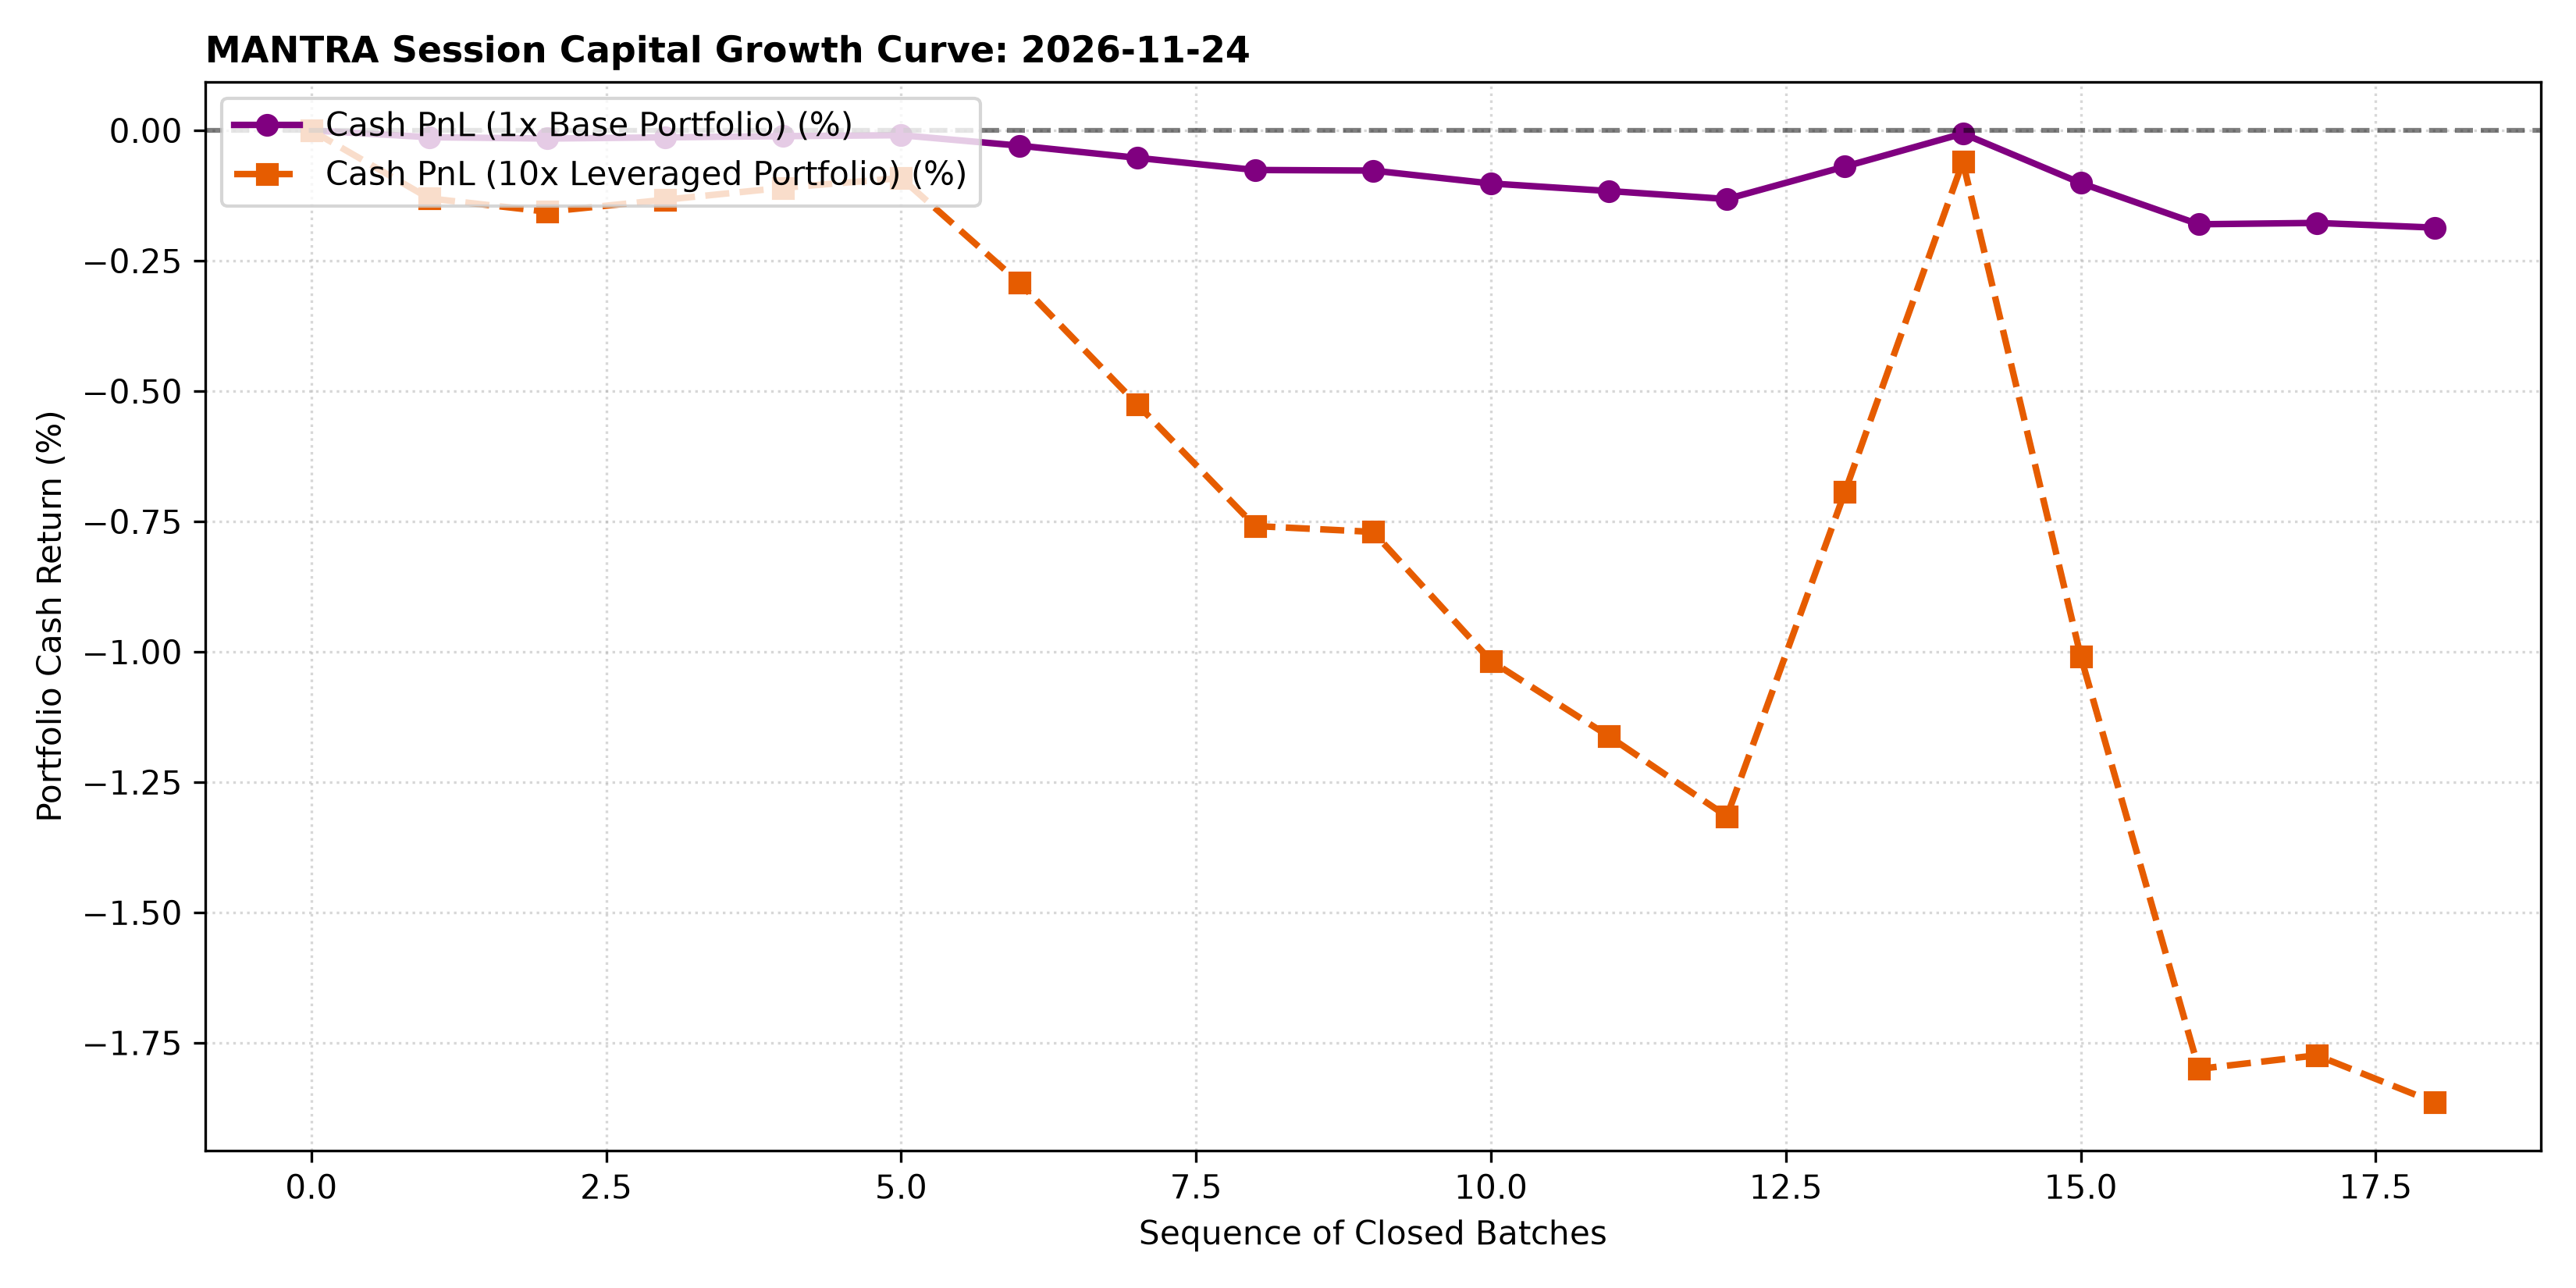 MANTRA Session Capital Growth Curve: 2026-11-24
Cash PnL (1x Base Portfolio) (%)
Cash PnL (10x Leveraged Portfolio) (%)
Portfolio Cash Return (%)
0.00
−0.25
−0.50
−0.75
−1.00
−1.25
−1.50
−1.75
0.0 2.5 5.0 7.5 10.0 12.5 15.0 17.5
Sequence of Closed Batches